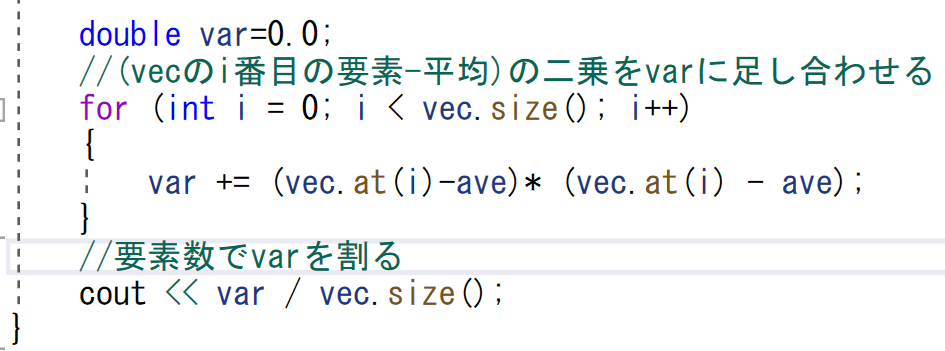 double var=0.0;
//(vecのi番目の要素-平均)の二乗をvarに足し合わせる
for (int i = 0; i < vec.size(); i++)
{
var += (vec.at(i)-ave)* (vec.at(i) - ave);
}
//要素数でvarを割る
cout << var / vec.size();
}